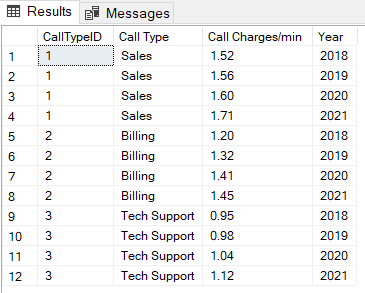 Results Messages
CallTypeID Call Type Call Charges/min Year
1 1 Sales 1.52 2018
2 1 Sales 1.56 2019
3 1 Sales 1.60 2020
4 1 Sales 1.71 2021
5 2 Billing 1.20 2018
6 2 Billing 1.32 2019
7 2 Billing 1.41 2020
8 2 Billing 1.45 2021
9 3 Tech Support 0.95 2018
10 3 Tech Support 0.98 2019
11 3 Tech Support 1.04 2020
12 3 Tech Support 1.12 2021